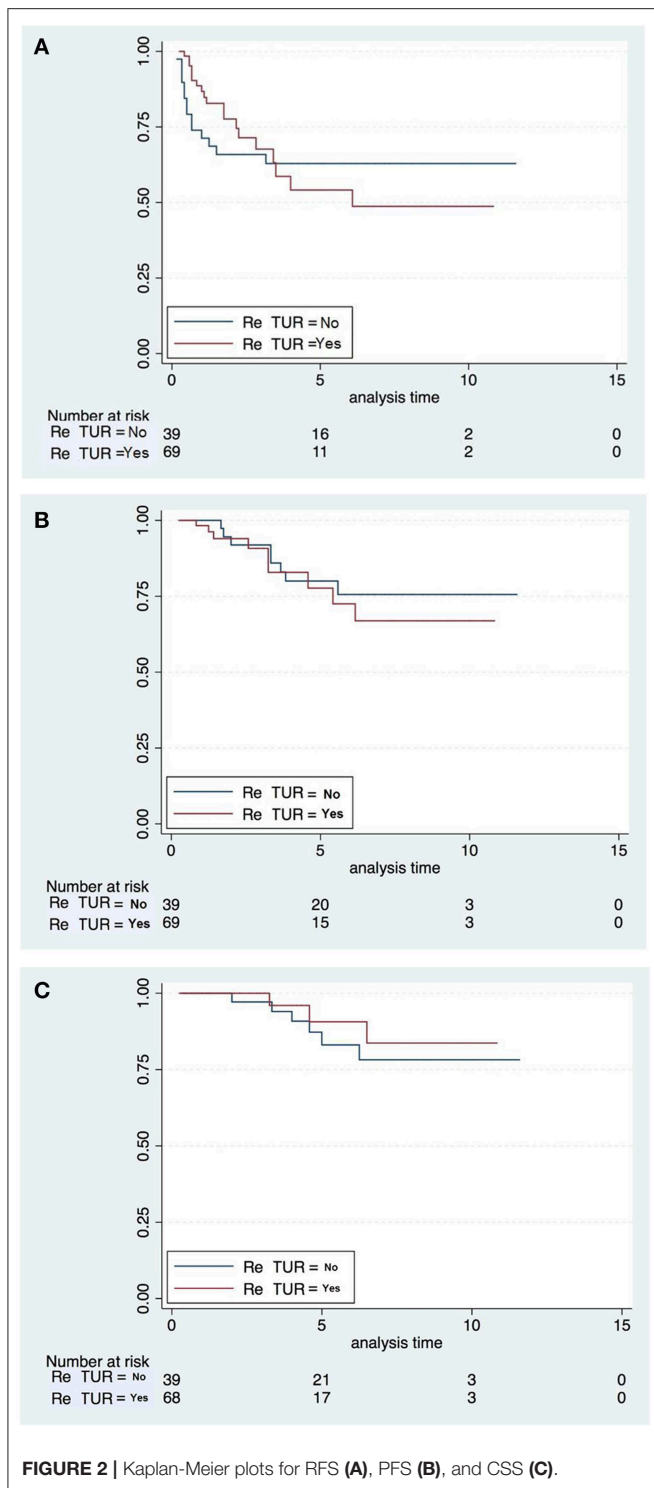 A
1.00
0.75
0.50
0.25
0.00
Re TUR = No
Re TUR =Yes
0 5 10 15
analysis time
Number at risk
Re TUR = No 39 16 2 0
Re TUR =Yes 69 11 2 0
B
1.00
0.75
0.50
0.25
0.00
Re TUR = No
Re TUR = Yes
0 5 10 15
analysis time
Number at risk
Re TUR = No 39 20 3 0
Re TUR = Yes 69 15 3 0
C
1.00
0.75
0.50
0.25
0.00
Re TUR = No
Re TUR = Yes
0 5 10 15
analysis time
Number at risk
Re TUR = No 39 21 3 0
Re TUR = Yes 68 17 3 0
FIGURE 2 | Kaplan-Meier plots for RFS (A), PFS (B), and CSS (C).